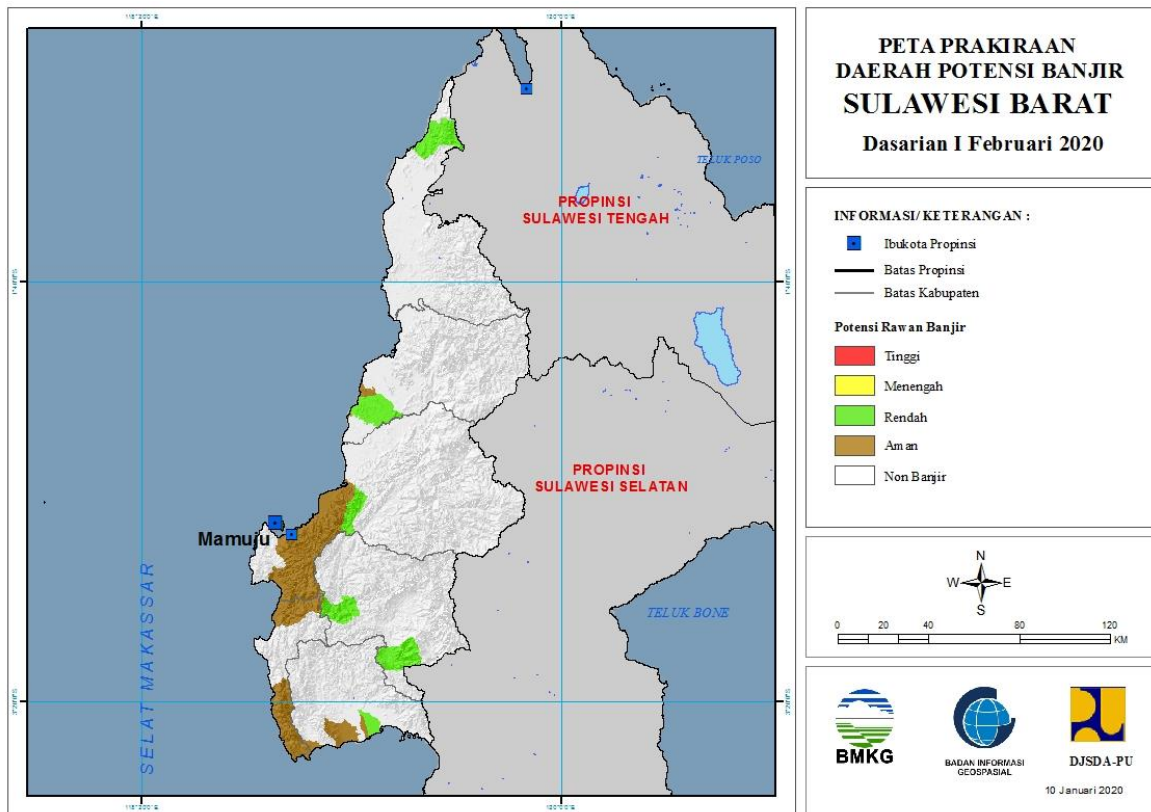 PETA PRAKIRAAN
DAERAH POTENSI BANJIR
SULAWESI BARAT
Dasarian I Februari 2020
INFORMASI/ KETERANGAN :
Ibukota Propinsi
Batas Propinsi
Batas Kabupaten
Potensi Rawan Banjir
Tinggi
Menengah
Rendah
Aman
Non Banjir
N
W E
S
0 20 40 80 120
KM
BMKG
BADAN INFORMASI
GEOSPASIAL
DJSDA-PU
10 Januari 2020
TELUK POSO
PROPINSI
SULAWESI TENGAH
PROPINSI
SULAWESI SELATAN
Mamuju
TELUK BONE
SELAT MAKASSAR